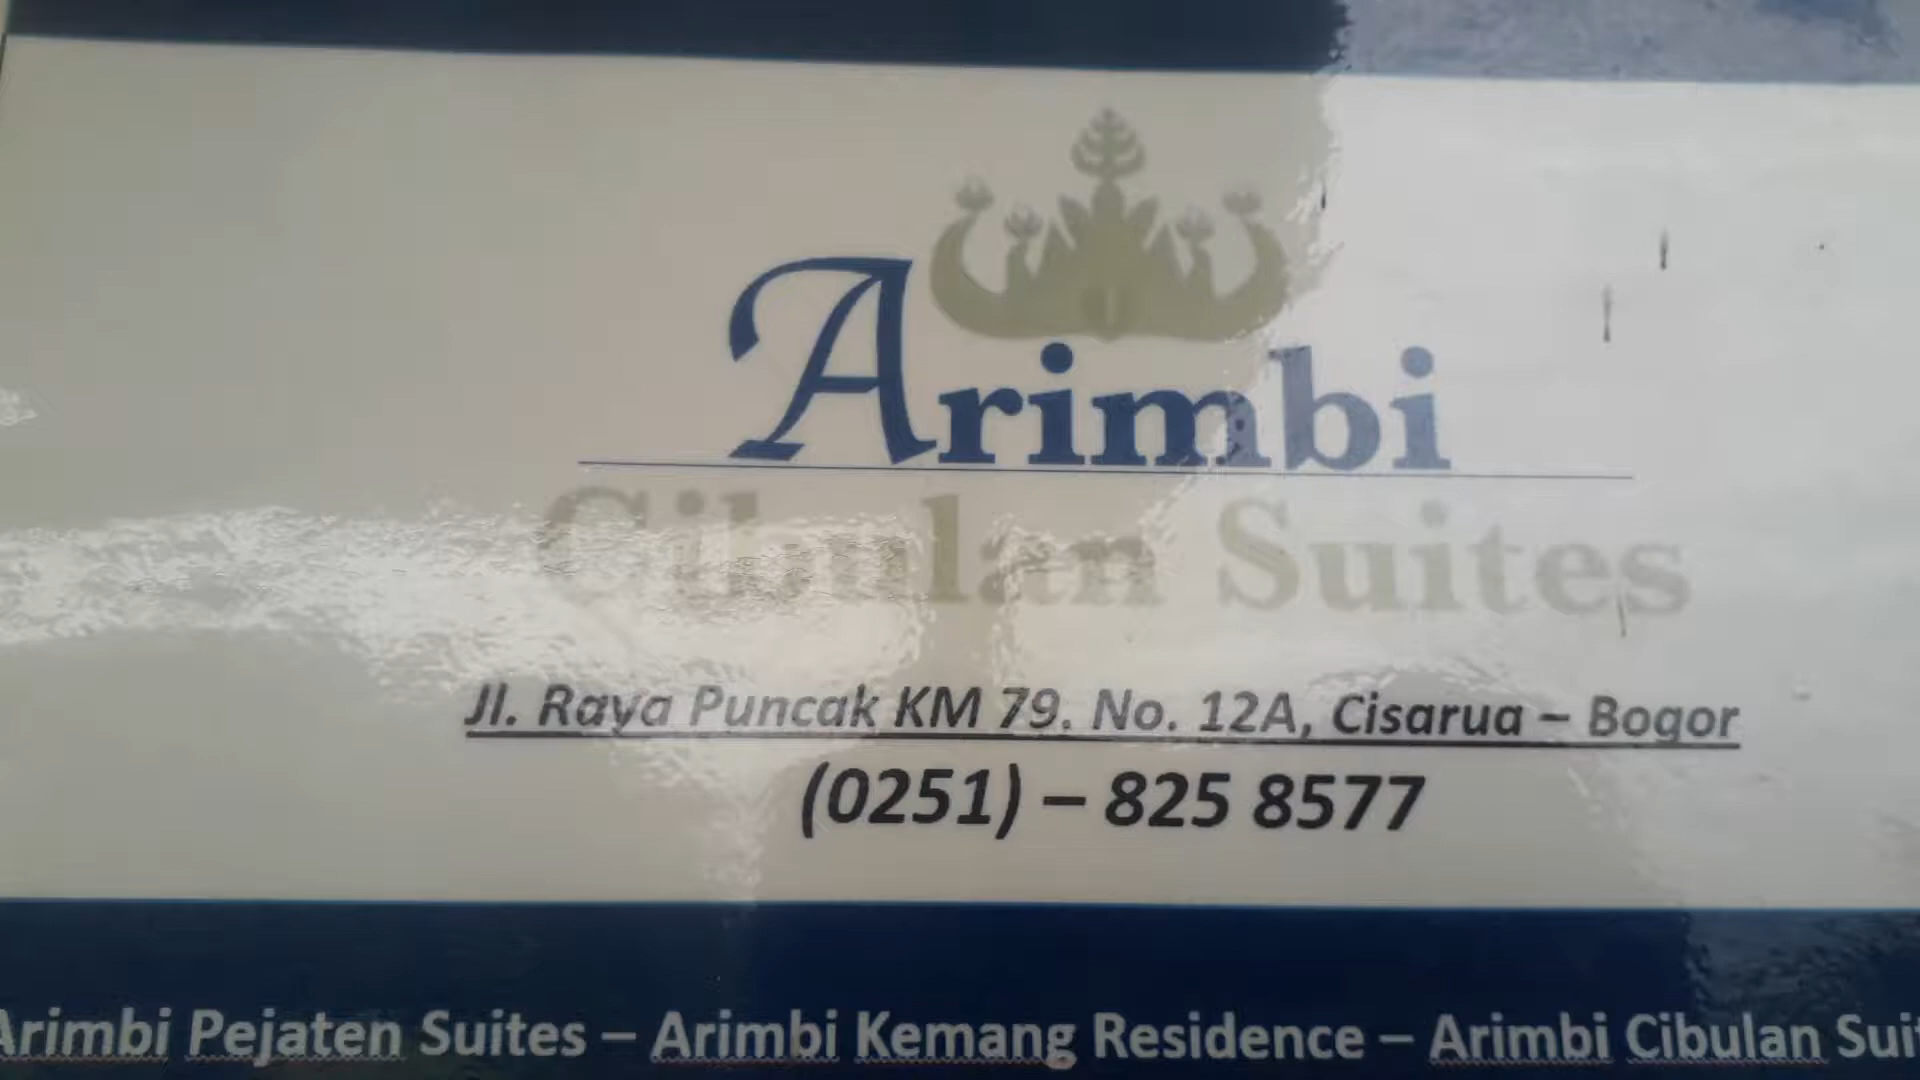 Arimbi
Cibulan Suites
Jl. Raya Puncak KM 79. No. 12A, Cisarua – Bogor
(0251) – 825 8577
Arimbi Pejaten Suites – Arimbi Kemang Residence – Arimbi Cibulan Suit